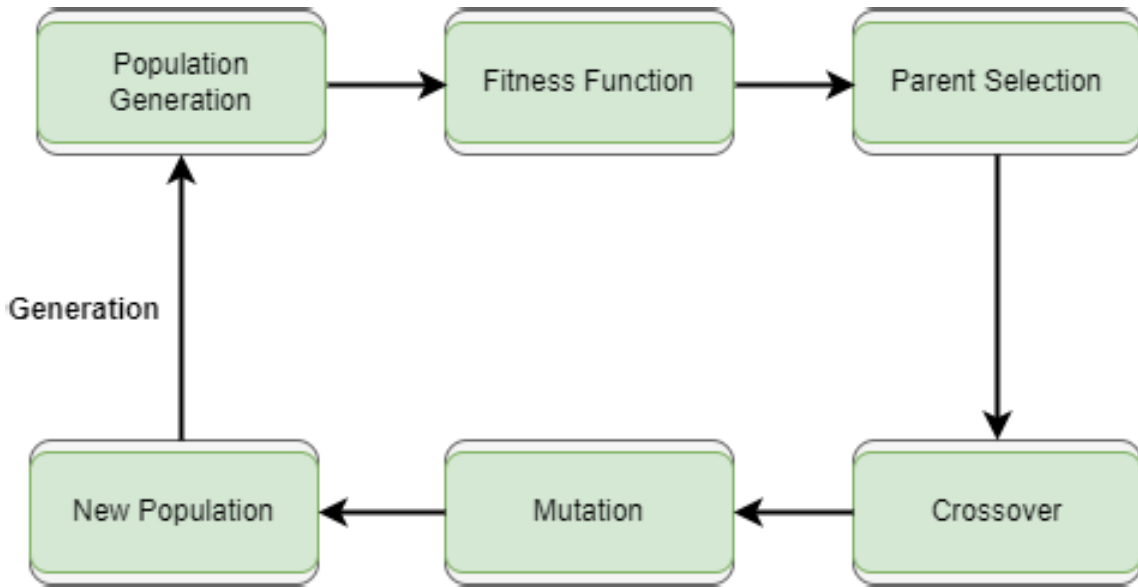 Population
Generation
Fitness Function
Parent Selection
Generation
New Population
Mutation
Crossover